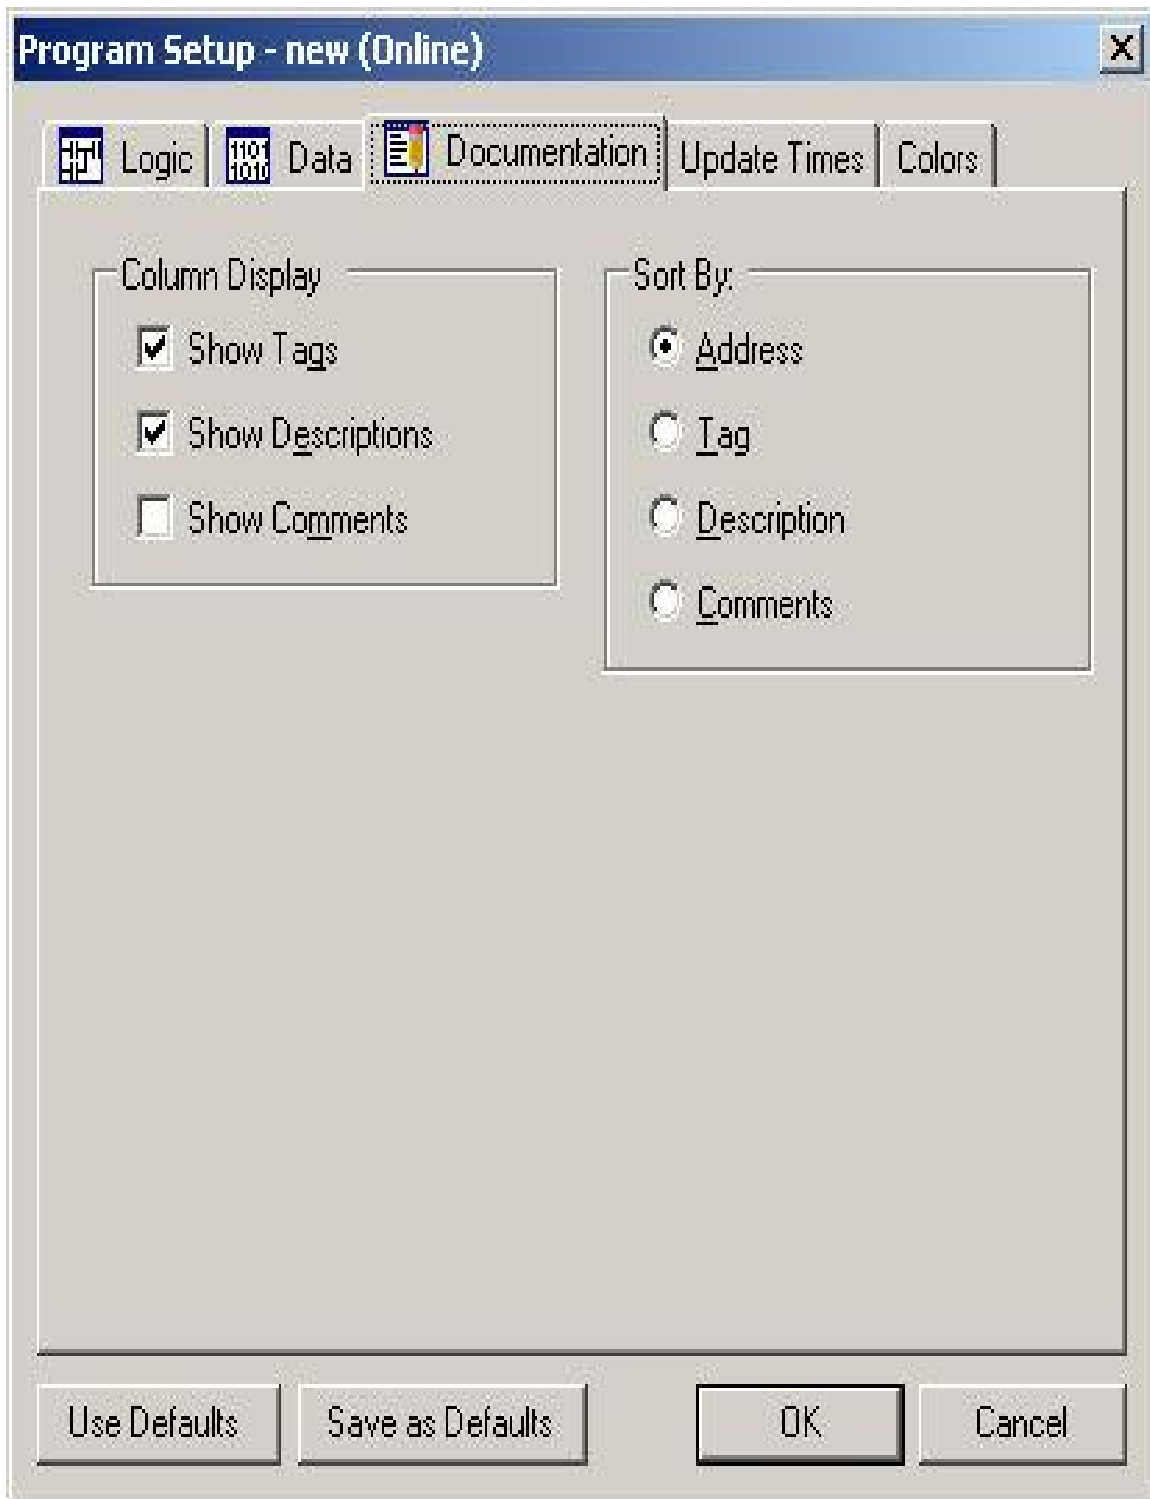 Program Setup - new (Online)
Logic
Data
Documentation
Update Times
Colors
Column Display
Show Tags
Show Descriptions
Show Comments
Sort By:
Address
Tag
Description
Comments
Use Defaults
Save as Defaults
OK
Cancel